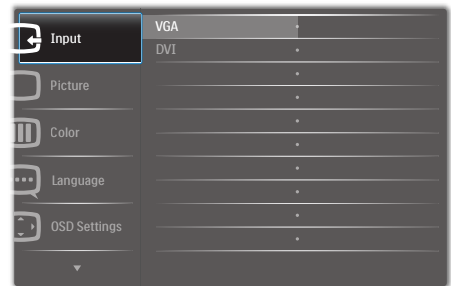 Input
VGA
DVI
Picture
Color
Language
OSD Settings